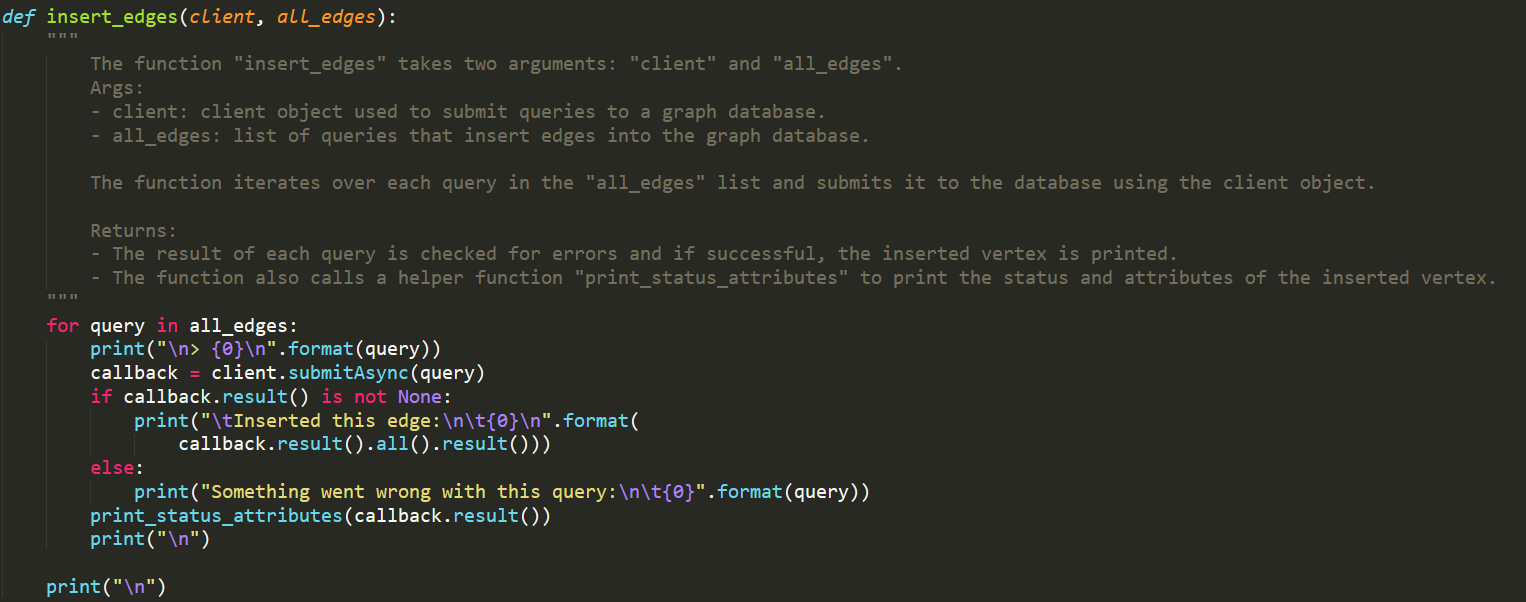 def insert_edges(client, all_edges):
    """
        The function "insert_edges" takes two arguments: "client" and "all_edges".
        Args:
        - client: client object used to submit queries to a graph database.
        - all_edges: list of queries that insert edges into the graph database.

        The function iterates over each query in the "all_edges" list and submits it to the database using the client object.

        Returns:
        - The result of each query is checked for errors and if successful, the inserted vertex is printed.
        - The function also calls a helper function "print_status_attributes" to print the status and attributes of the inserted vertex.
    """
    for query in all_edges:
        print("\n> {0}\n".format(query))
        callback = client.submitAsync(query)
        if callback.result() is not None:
            print("\tInserted this edge:\n\t{0}\n".format(
                callback.result().all().result()))
        else:
            print("Something went wrong with this query:\n\t{0}".format(query))
        print_status_attributes(callback.result())
        print("\n")

    print("\n")